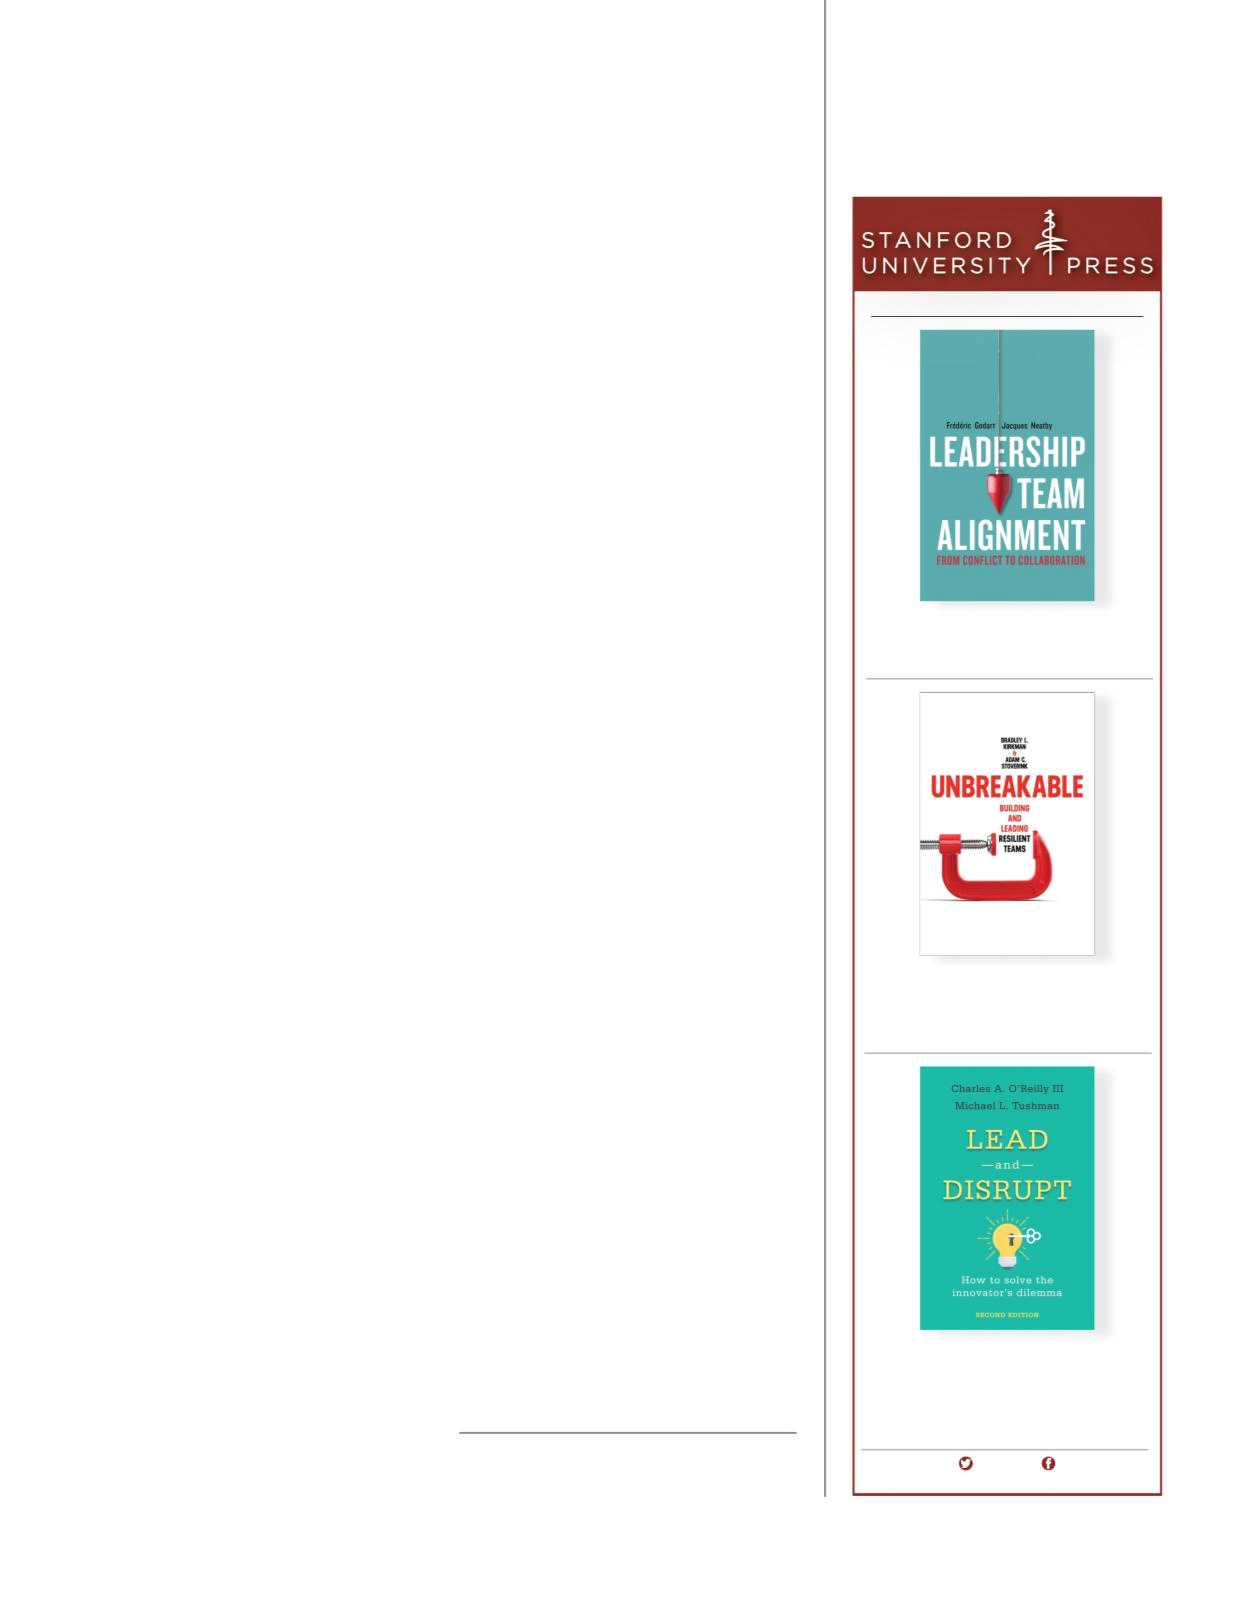 STANFORD
UNIVERSITY PRESS
Frédéric Godart Jacques Neatby
LEADERSHIP
TEAM
ALIGNMENT
FROM CONFLICT TO COLLABORATION
BRADLEY L.
KIRKMAN
&
ADAM C.
STOVERINK
UNBREAKABLE
BUILDING
AND
LEADING
RESILIENT
TEAMS
Charles A. O'Reilly III
Michael L. Tushman
LEAD
—and—
DISRUPT
How to solve the
innovator's dilemma
SECOND EDITION